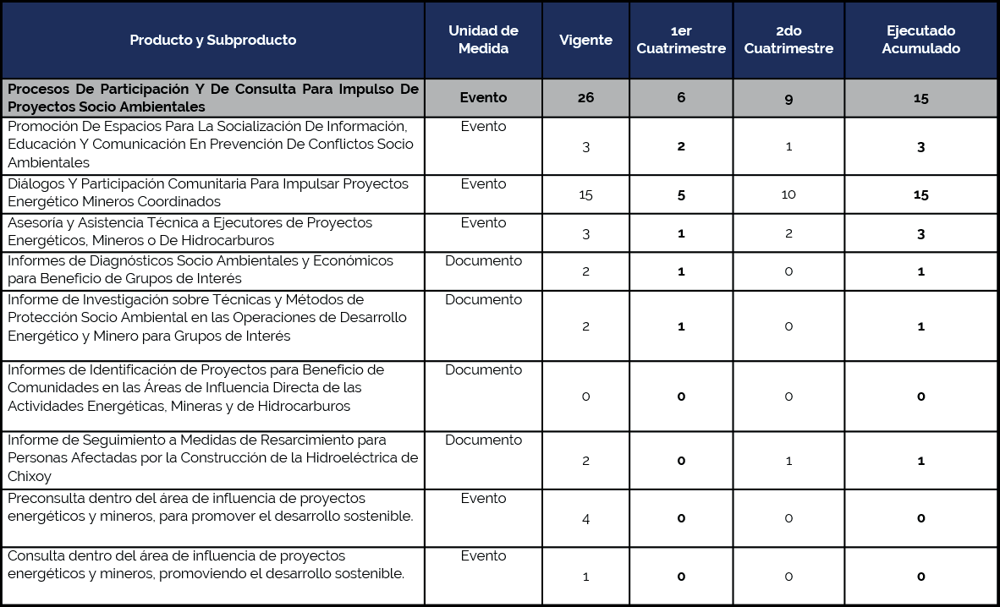 Producto y Subproducto
Unidad de
Medida
Vigente
1er
Cuatrimestre
2do
Cuatrimestre
Ejecutado
Acumulado
Procesos De Participación Y De Consulta Para Impulso De
Proyectos Socio Ambientales
Evento
26
6
9
15
Promoción De Espacios Para La Socialización De Información,
Educación Y Comunicación En Prevención De Conflictos Socio
Ambientales
Evento
3
2
1
3
Diálogos Y Participación Comunitaria Para Impulsar Proyectos
Energético Mineros Coordinados
Evento
15
5
10
15
Asesoría y Asistencia Técnica a Ejecutores de Proyectos
Energéticos, Mineros o De Hidrocarburos
Evento
3
1
2
3
Informes de Diagnósticos Socio Ambientales y Económicos
para Beneficio de Grupos de Interés
Documento
2
1
0
1
Informe de Investigación sobre Técnicas y Métodos de
Protección Socio Ambiental en las Operaciones de Desarrollo
Energético y Minero para Grupos de Interés
Documento
2
1
0
1
Informes de Identificación de Proyectos para Beneficio de
Comunidades en las Áreas de Influencia Directa de las
Actividades Energéticas, Mineras y de Hidrocarburos
Documento
0
0
0
0
Informe de Seguimiento a Medidas de Resarcimiento para
Personas Afectadas por la Construcción de la Hidroeléctrica de
Chixoy
Documento
2
0
1
1
Preconsulta dentro del área de influencia de proyectos
energéticos y mineros, para promover el desarrollo sostenible.
Evento
4
0
0
0
Consulta dentro del área de influencia de proyectos
energéticos y mineros, promoviendo el desarrollo sostenible.
Evento
1
0
0
0